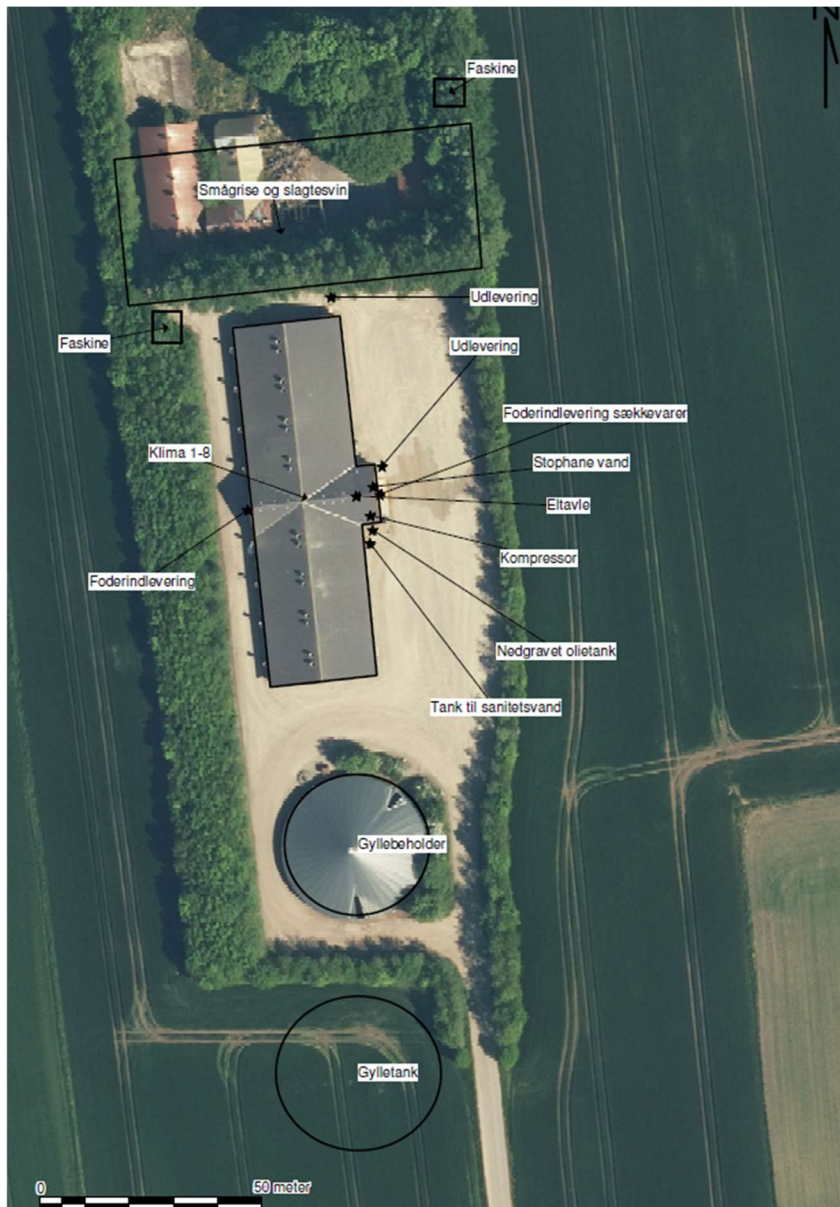 N
Faskine
Smågrise og slagtesvin
Udlevering
Faskine
Udlevering
Foderindlevering sækkevarer
Klima 1-8
Stophane vand
Eltavle
Kompressor
Foderindlevering
Nedgravet olietank
Tank til sanitetsvand
Gyllebeholder
Gylletank
0 50 meter